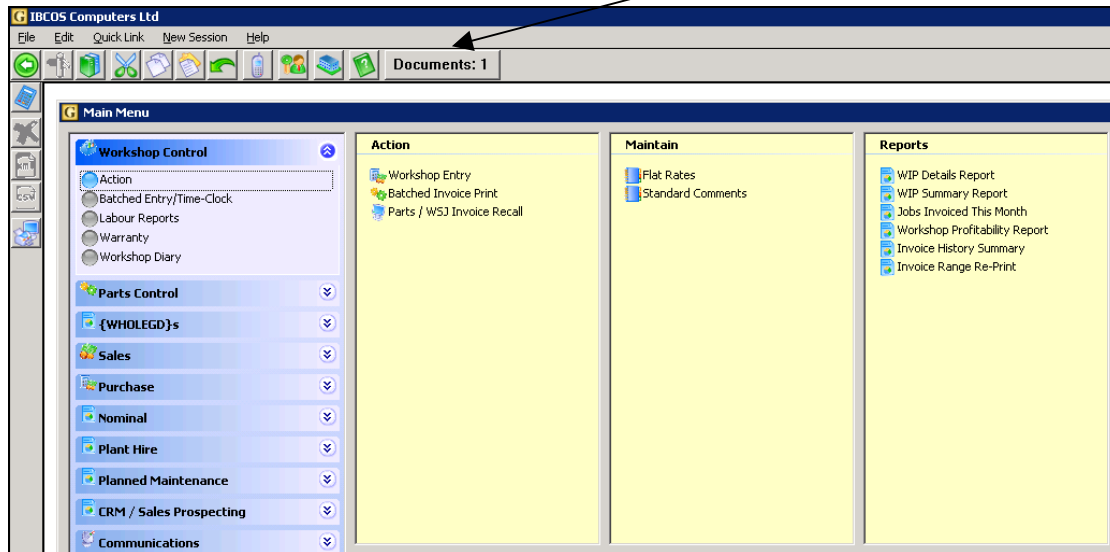 G IBCOS Computers Ltd
File Edit Quick Link New Session Help
Documents: 1
G Main Menu
Workshop Control
Action
Batched Entry/Time-Clock
Labour Reports
Warranty
Workshop Diary
Parts Control
{WHOLEGD}s
Sales
Purchase
Nominal
Plant Hire
Planned Maintenance
CRM / Sales Prospecting
Communications
Action
Workshop Entry
Batched Invoice Print
Parts / WSJ Invoice Recall
Maintain
Flat Rates
Standard Comments
Reports
WIP Details Report
WIP Summary Report
Jobs Invoiced This Month
Workshop Profitability Report
Invoice History Summary
Invoice Range Re-Print
xml
csv